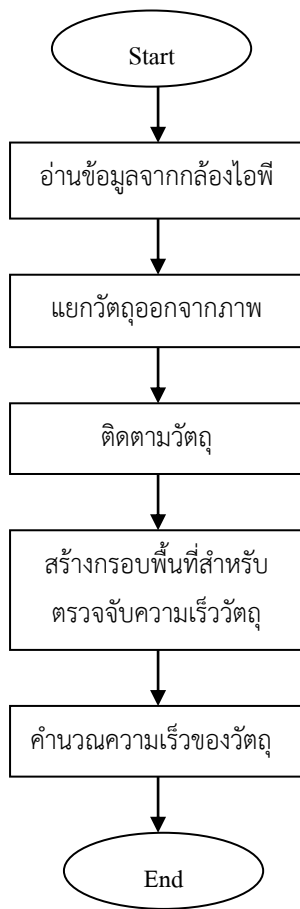 Start
อ่านข้อมูลจากกล้องไอพี
แยกวัตถุออกจากภาพ
ติดตามวัตถุ
สร้างกรอบพื้นที่สำหรับ
ตรวจจับความเร็ววัตถุ
คำนวณความเร็วของวัตถุ
End